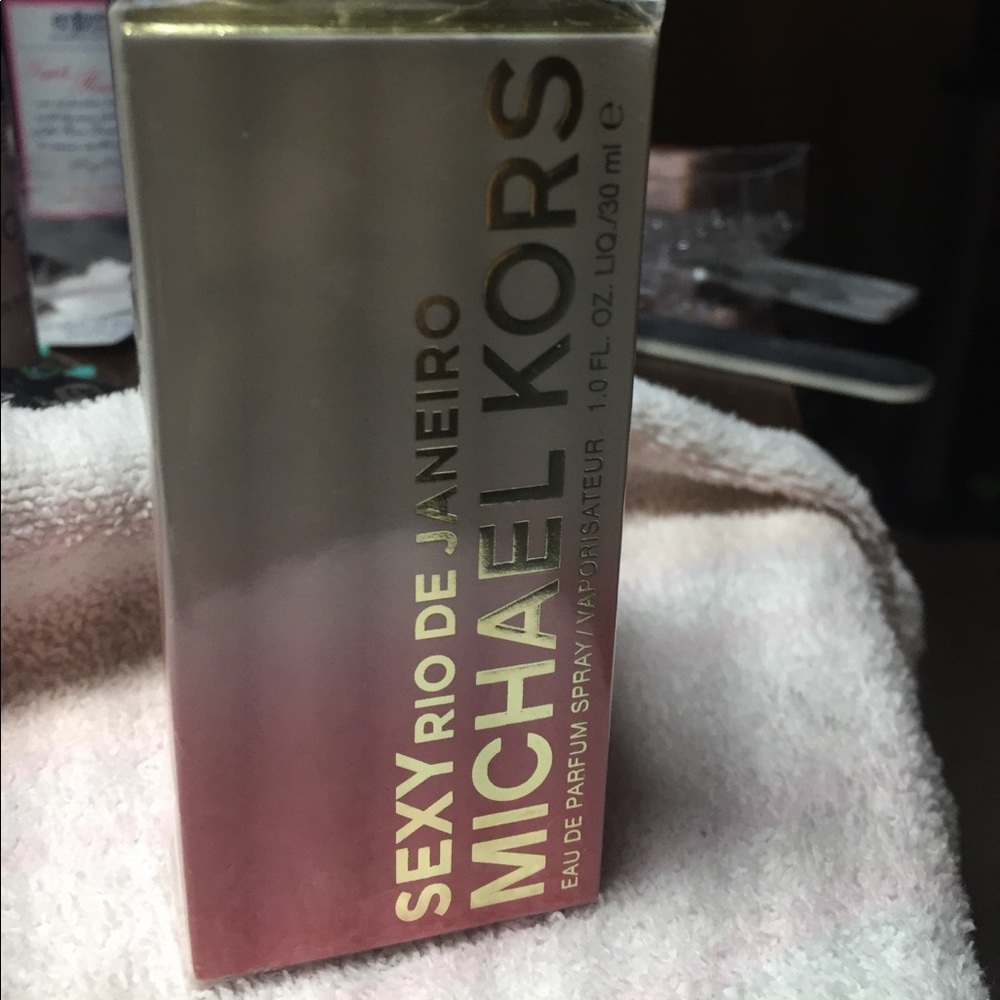 SEXY RIO DE JANEIRO
MICHAEL KORS
EAU DE PARFUM SPRAY / VAPORISATEUR 1.0 FL. OZ. LIQ./30 ml e